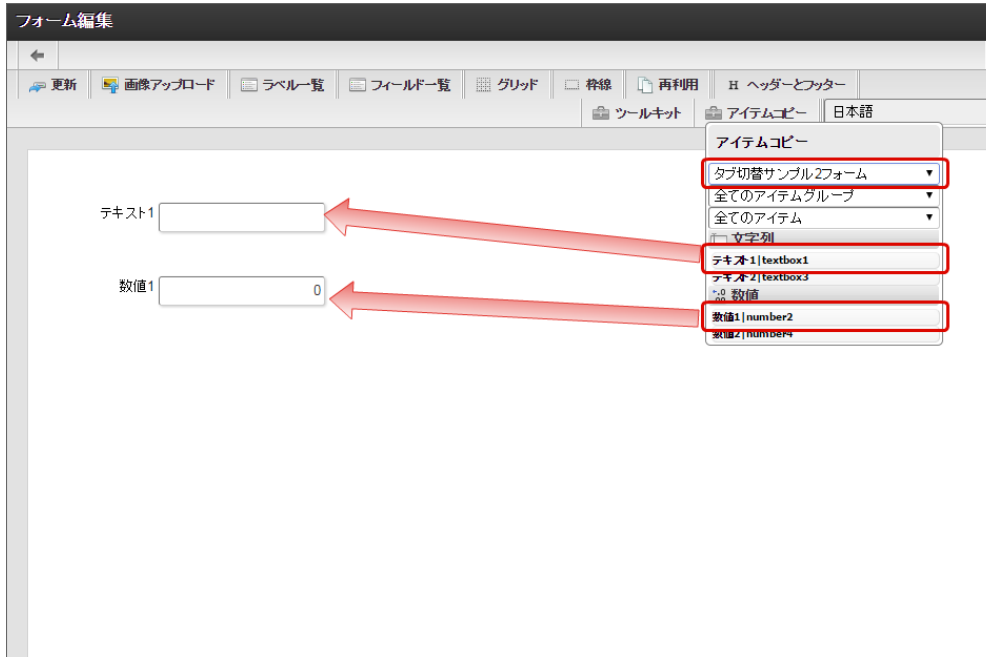 フォーム編集
更新 画像アップロード ラベル一覧 フィールド一覧 グリッド 枠線 再利用 H ヘッダーとフッター
ツールキット アイテムコピー 日本語
アイテムコピー
タブ切替サンプル2フォーム
全てのアイテムグループ
テキスト1
全てのアイテム
文字列
テキスト1|textbox1
テキスト2|textbox3
数値1 0
数値
数値1|number2
数値2|number4